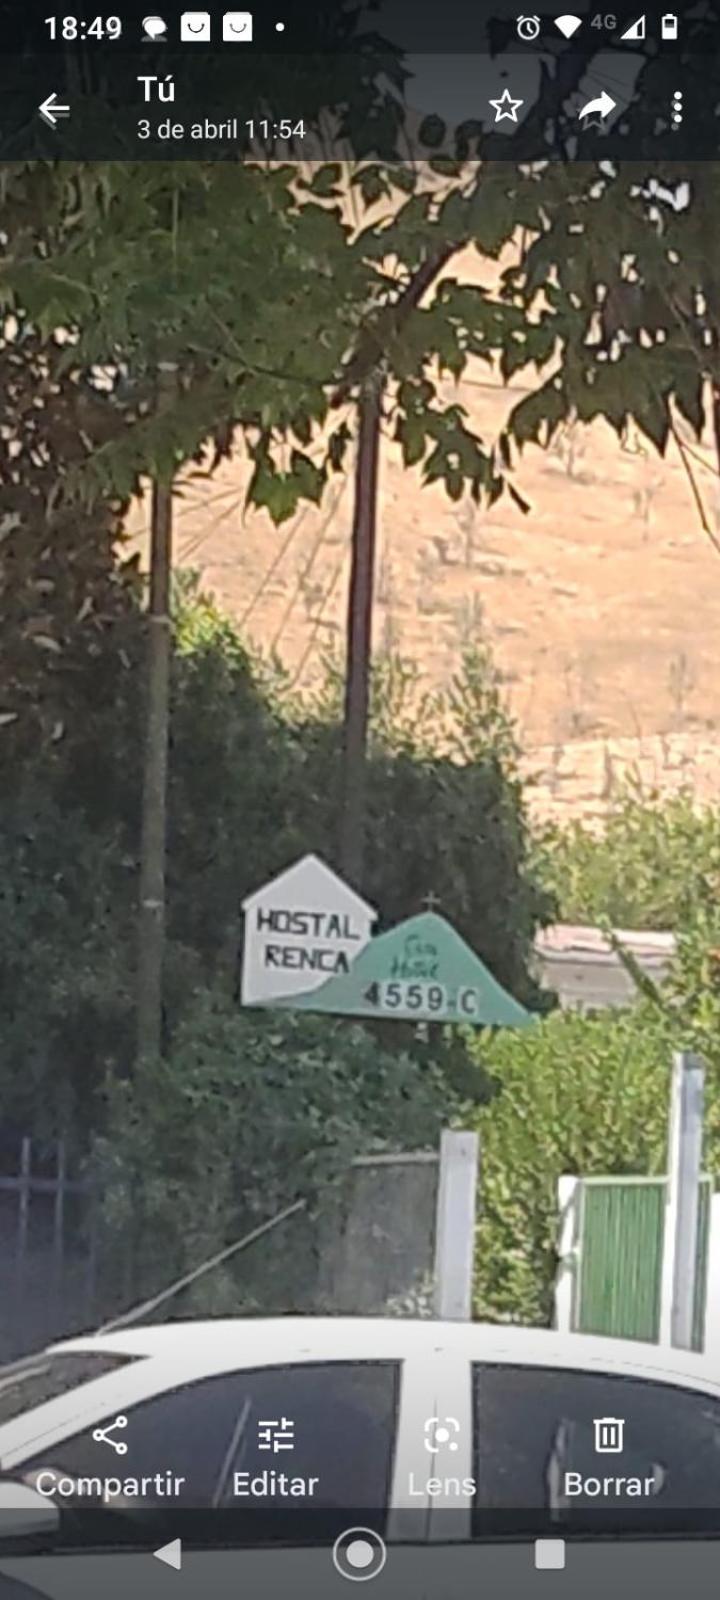 18:49
4G
Tú
3 de abril 11:54
HOSTAL
RENCA
4559-C
Compartir
Editar
Lens
Borrar